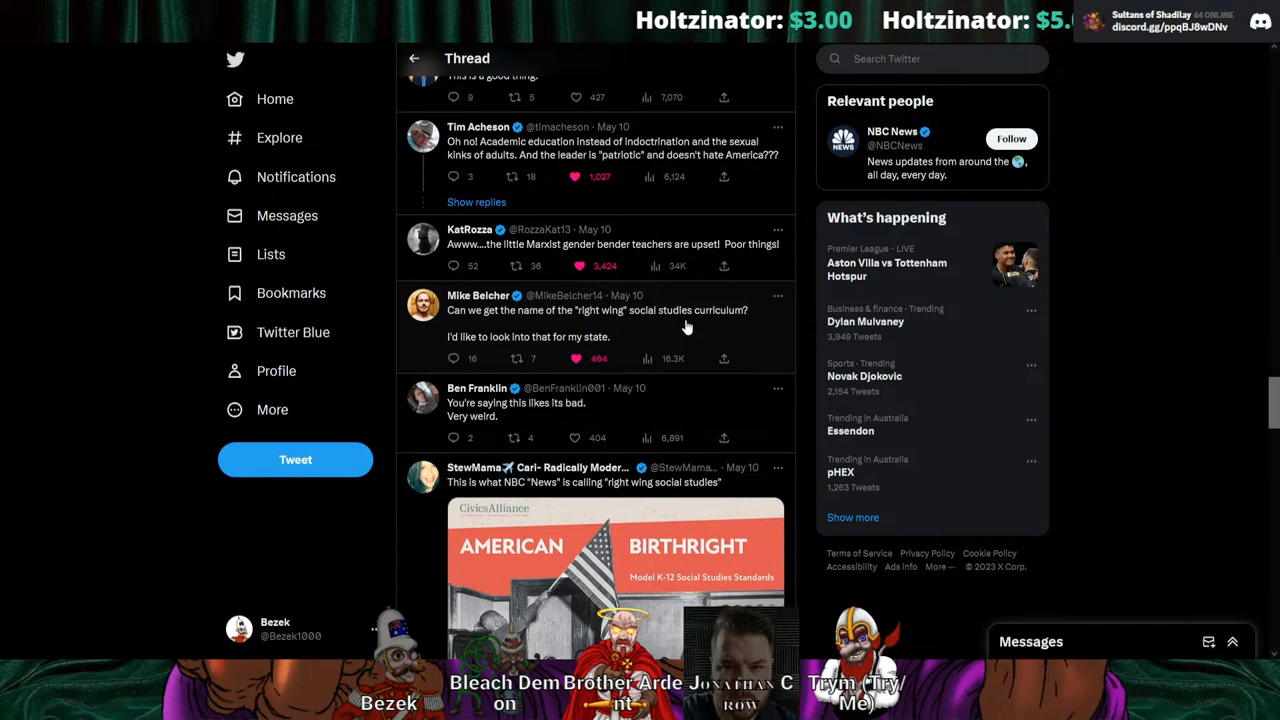 Holtzinator: $3.00 Holtzinator: $5.
Sultans of Shadilay 64 ONLINE
discord.gg/ppqBJ8wDNv
Home
Explore
Notifications
Messages
Lists
Bookmarks
Twitter Blue
Profile
More
Tweet
Bezek
@Bezek1000
Thread
This is a good thing.
9 5 427 7,070
Tim Acheson @timacheson · May 10
Oh no! Academic education instead of indoctrination and the sexual
kinks of adults. And the leader is "patriotic" and doesn't hate America???
3 18 1,027 6,124
Show replies
KatRozza @RozzaKat13 · May 10
Awww....the little Marxist gender bender teachers are upset! Poor things!
52 36 3,424 34K
Mike Belcher @MikeBelcher14 · May 10
Can we get the name of the "right wing" social studies curriculum?
I'd like to look into that for my state.
16 7 464 16.3K
Ben Franklin @BenFranklin001 · May 10
You're saying this likes its bad.
Very weird.
2 4 404 6,891
StewMama✈️ Cari- Radically Moder... @StewMama... · May 10
This is what NBC "News" is calling "right wing social studies"
CivicsAlliance
AMERICAN BIRTHRIGHT
Model K-12 Social Studies Standards
Search Twitter
Relevant people
NBC News
@NBCNews
Follow
News updates from around the 🌎,
all day, every day.
NEWS
What's happening
Premier League · LIVE
Aston Villa vs Tottenham
Hotspur
Business & finance · Trending
Dylan Mulvaney
3,949 Tweets
Sports · Trending
Novak Djokovic
2,154 Tweets
Trending in Australia
Essendon
Trending in Australia
pHEX
1,263 Tweets
Show more
Terms of Service Privacy Policy Cookie Policy
Accessibility Ads info More ··· © 2023 X Corp.
Messages
Bezek
Bleach Dem
on
Brother Arde
nt
JONATHAN C
ROW
Trym (Try/
Me)